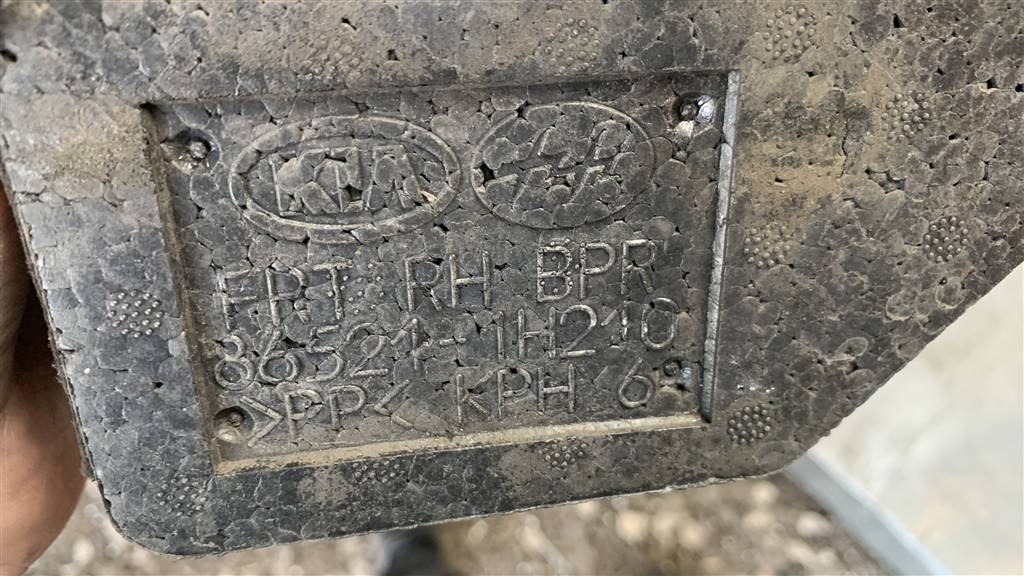 KIA
FRT RH BPR
86521-1H210
>PP< KPH 6